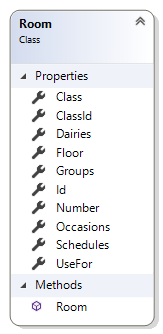 Room
Class
Properties
Class
ClassId
Dairies
Floor
Groups
Id
Number
Occasions
Schedules
UseFor
Methods
Room